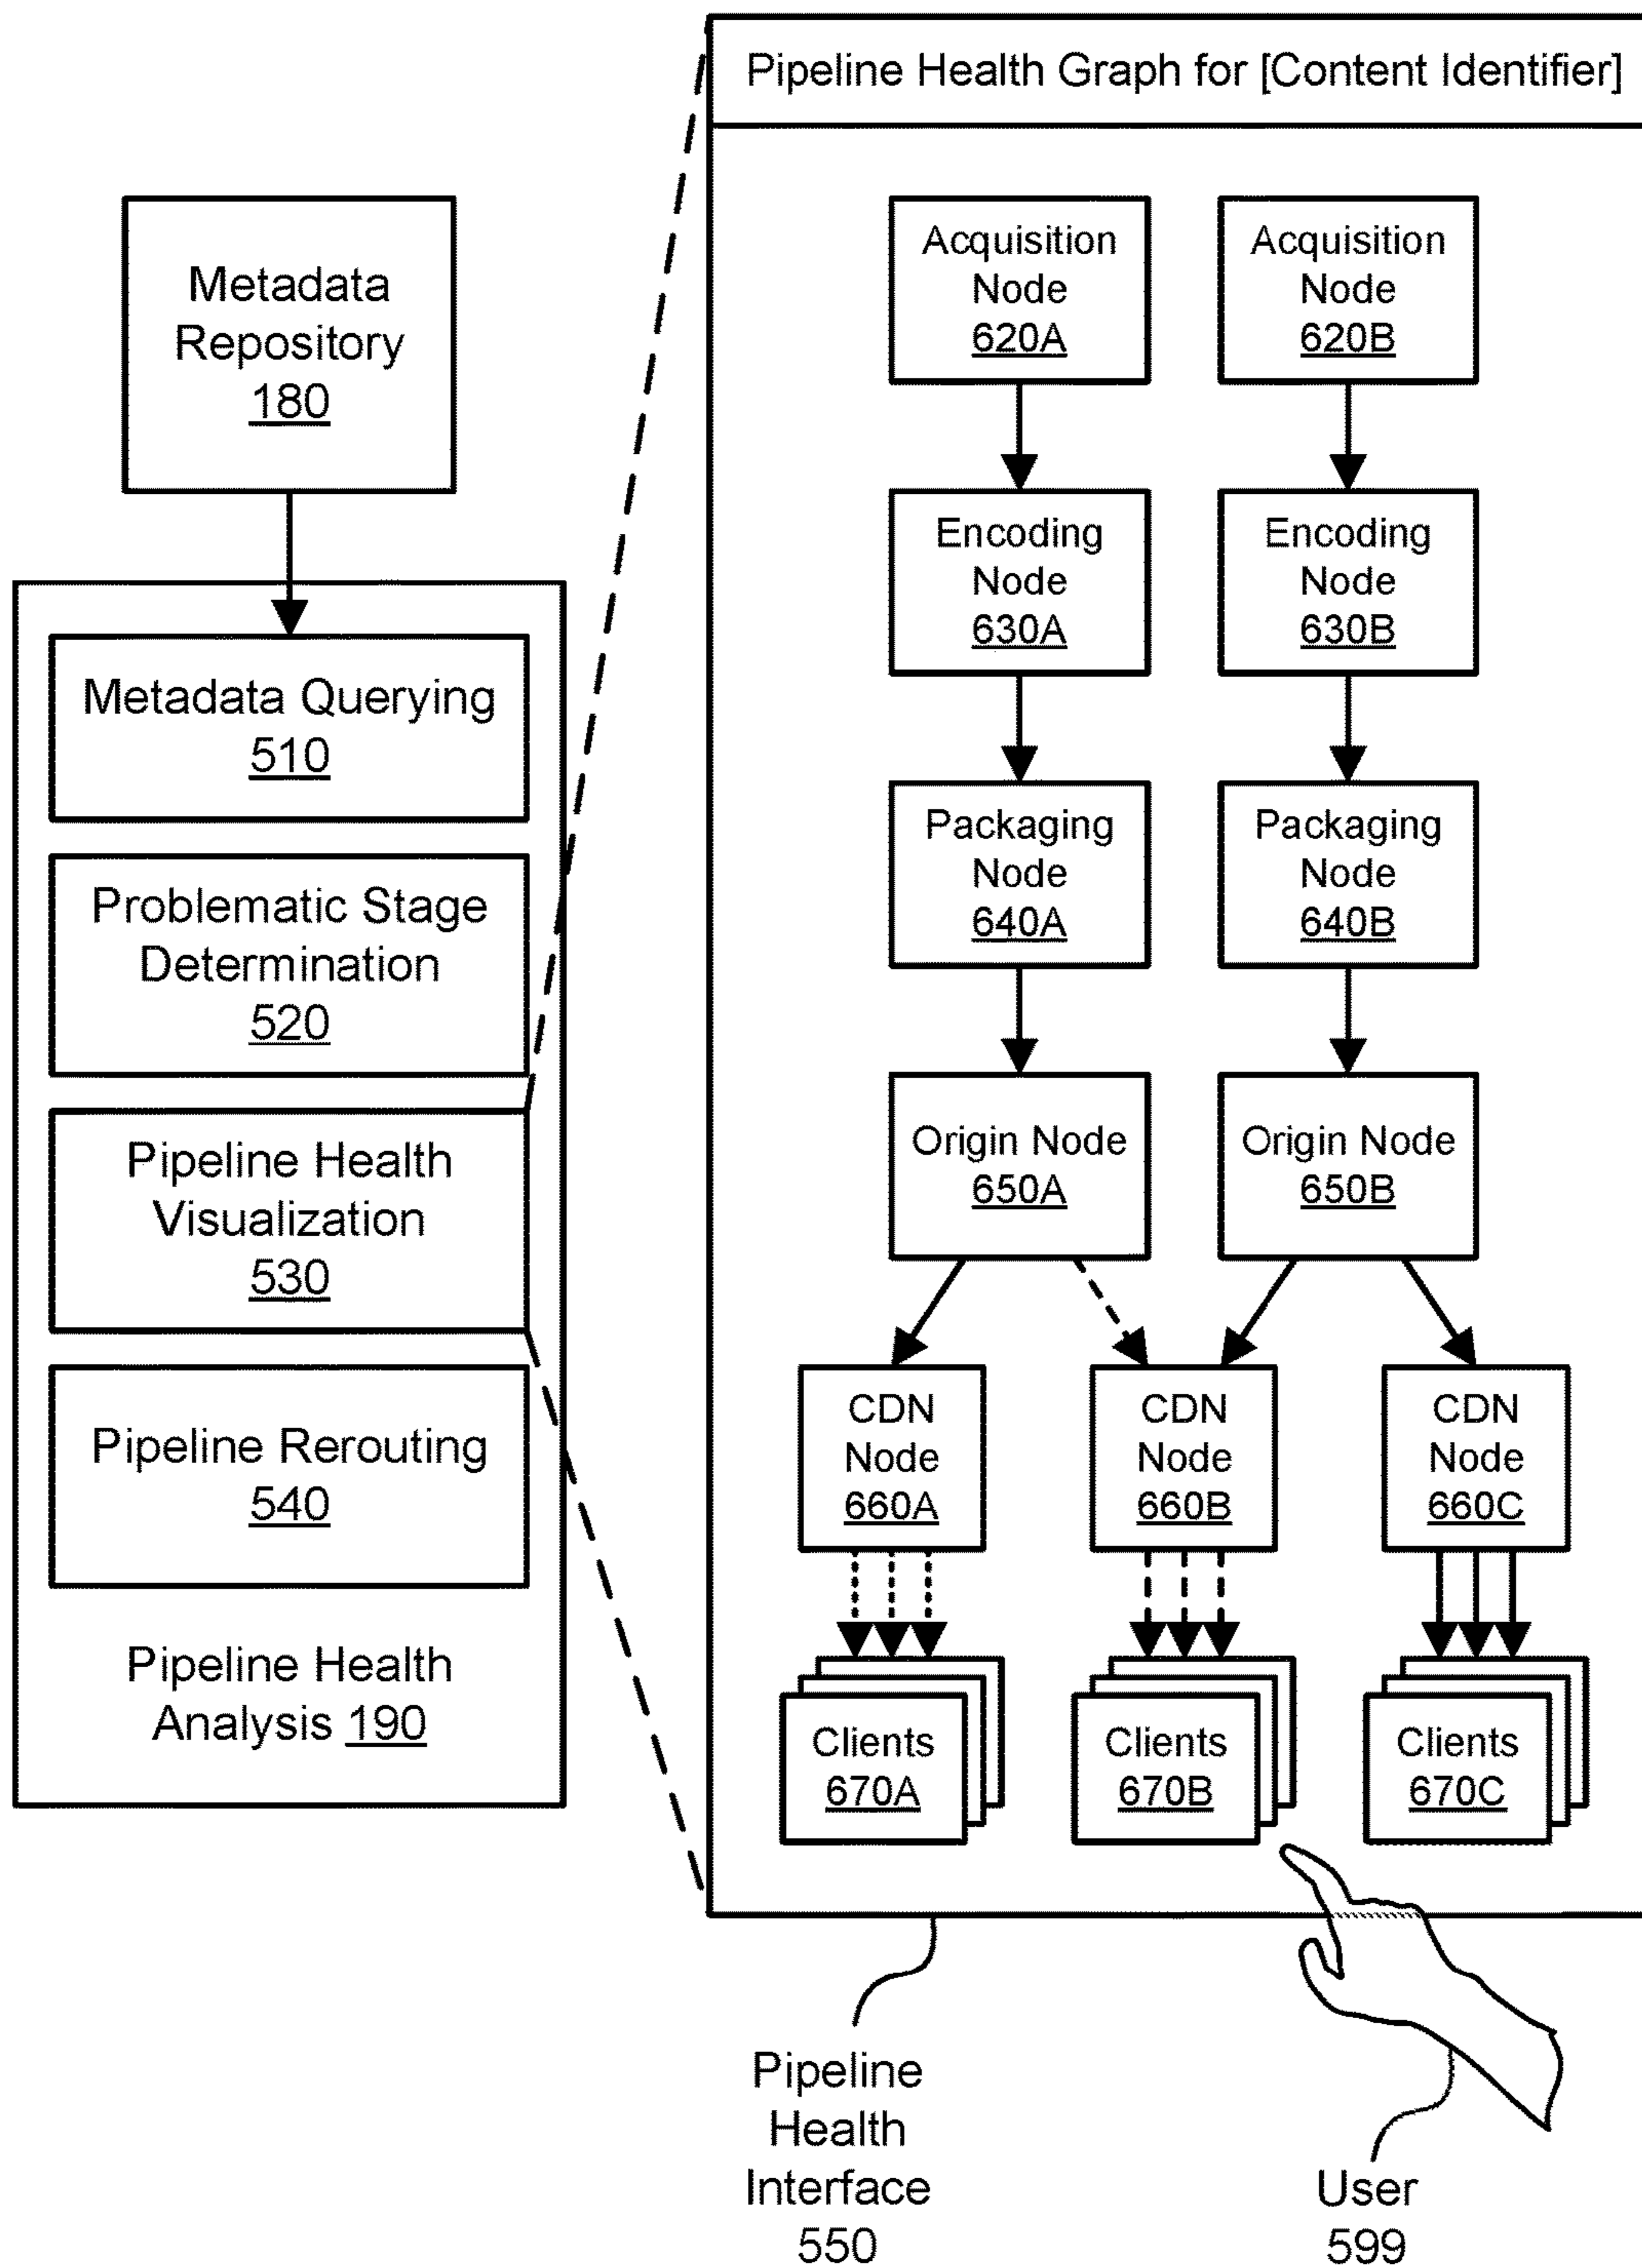 Pipeline Health Graph for [Content Identifier]
Metadata
Repository
180
Metadata Querying
510
Problematic Stage
Determination
520
Pipeline Health
Visualization
530
Pipeline Rerouting
540
Pipeline Health
Analysis 190
Acquisition
Node
620A
Acquisition
Node
620B
Encoding
Node
630A
Encoding
Node
630B
Packaging
Node
640A
Packaging
Node
640B
Origin Node
650A
Origin Node
650B
CDN
Node
660A
CDN
Node
660B
CDN
Node
660C
Clients
670A
Clients
670B
Clients
670C
Pipeline
Health
Interface
550
User
599